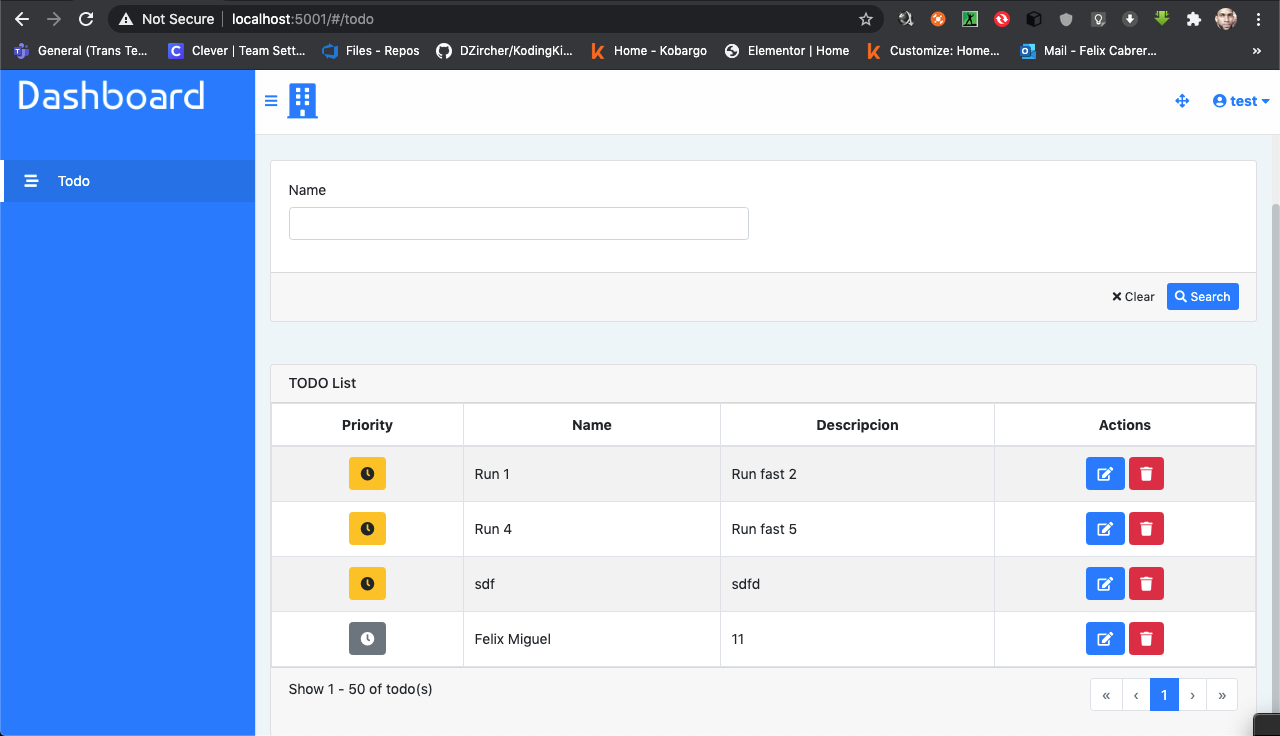 Not Secure localhost:5001/#/todo
General (Trans Te... Clever | Team Sett... Files - Repos DZircher/KodingKi... Home - Kobargo Elementor | Home Customize: Home... Mail - Felix Cabrer... »
Dashboard
test
Todo
Name
Clear Search
TODO List
Priority Name Descripcion Actions
Run 1 Run fast 2
Run 4 Run fast 5
sdf sdfd
Felix Miguel 11
Show 1 - 50 of todo(s) « ‹ 1 › »